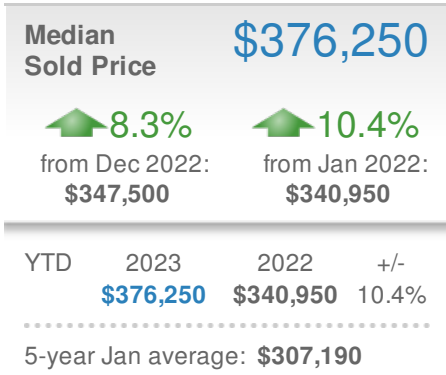 Median $376,250
Sold Price
8.3% 10.4%
from Dec 2022: from Jan 2022:
$347,500 $340,950
YTD 2023 2022 +/-
$376,250 $340,950 10.4%
5-year Jan average: $307,190